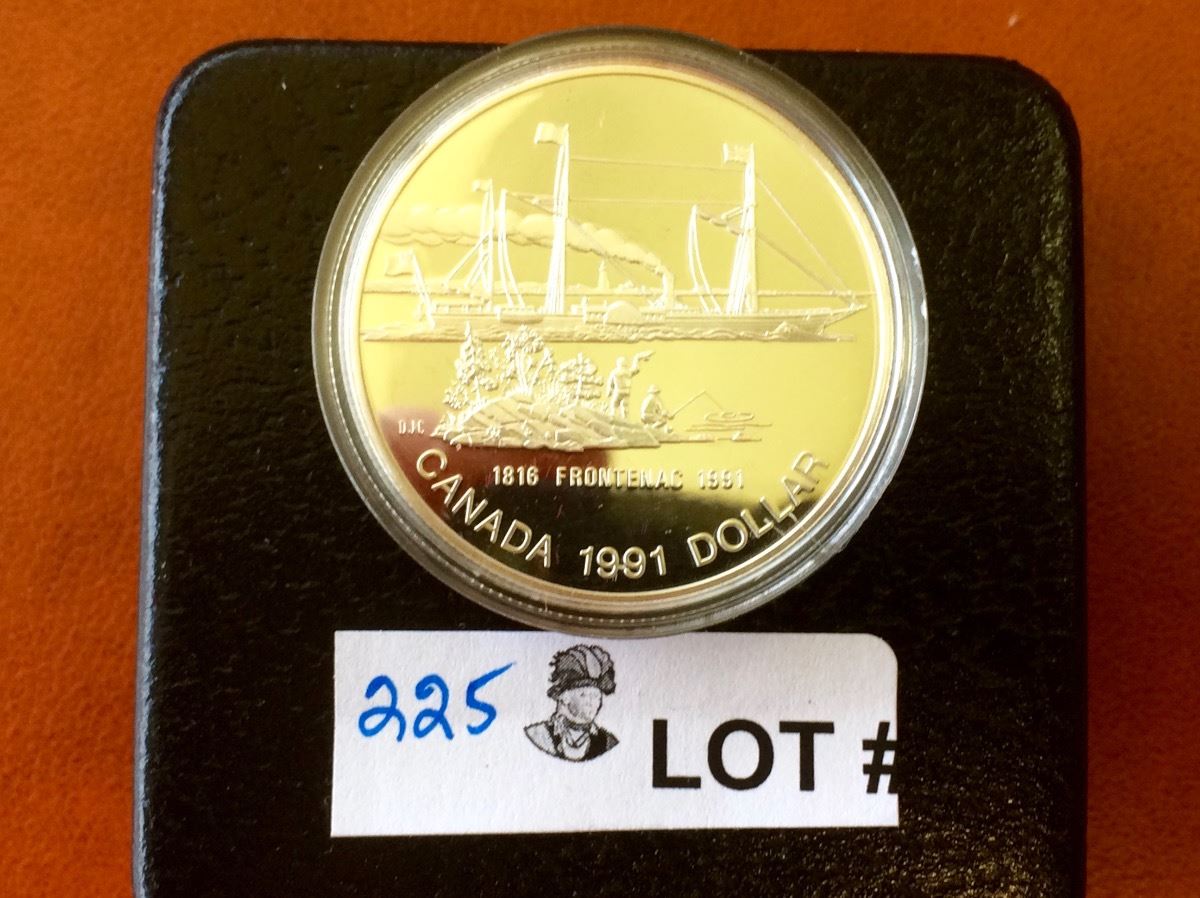 DJC
1816 FRONTENAC 1991
CANADA 1991 DOLLAR
225 LOT #